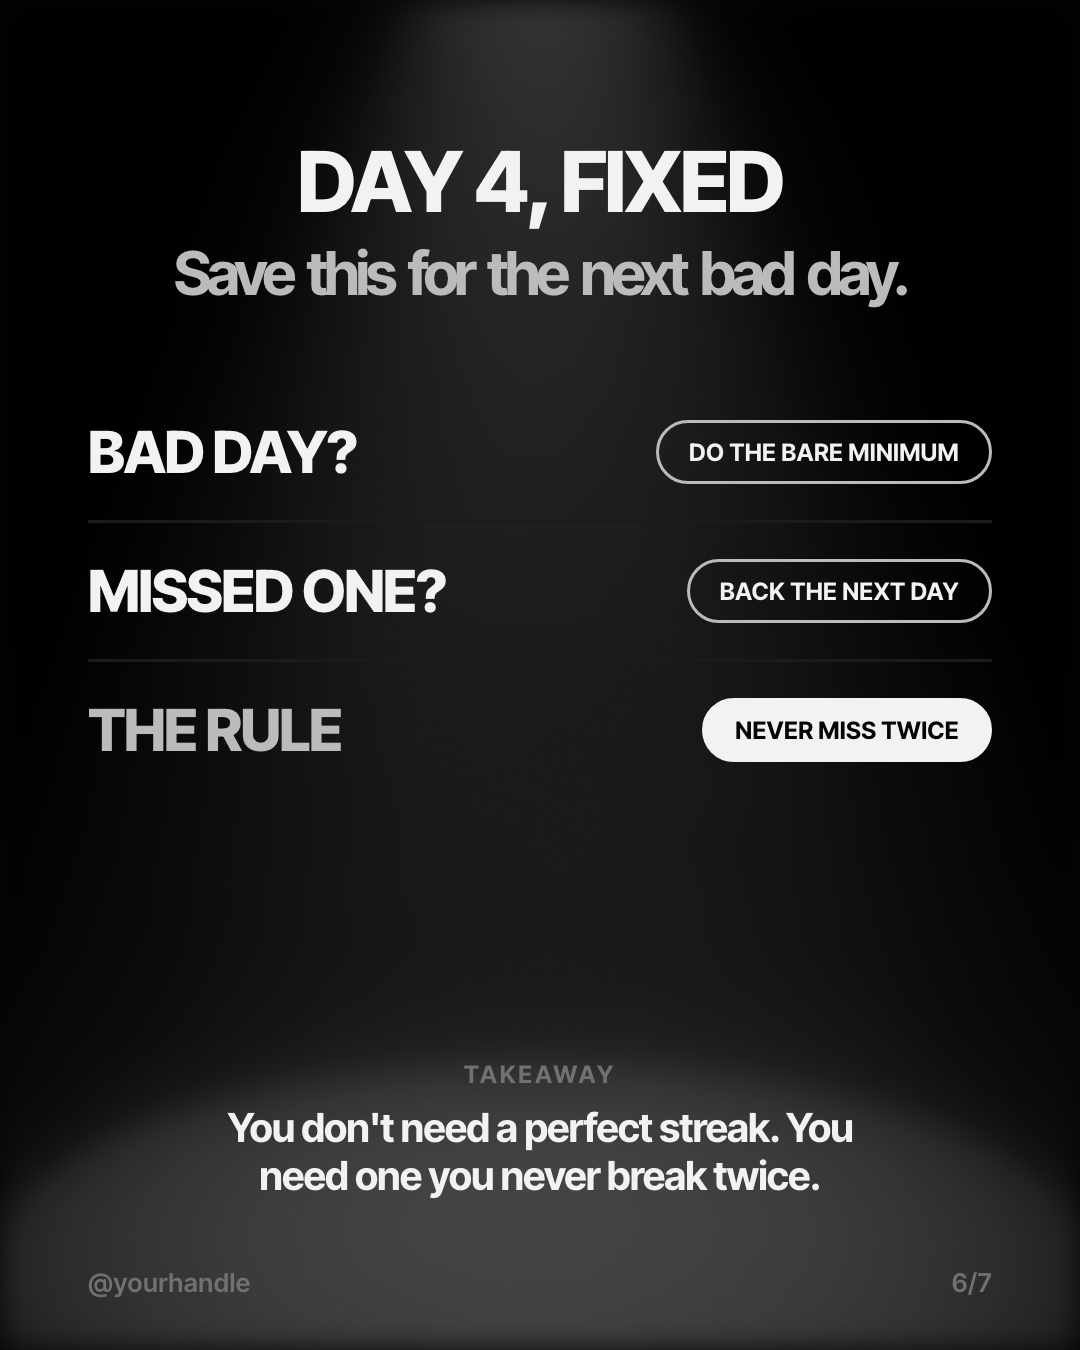 DAY 4, FIXED
Save this for the next bad day.
BAD DAY?
DO THE BARE MINIMUM
MISSED ONE?
BACK THE NEXT DAY
THE RULE
NEVER MISS TWICE
TAKEAWAY
You don't need a perfect streak. You
need one you never break twice.
@yourhandle
6/7